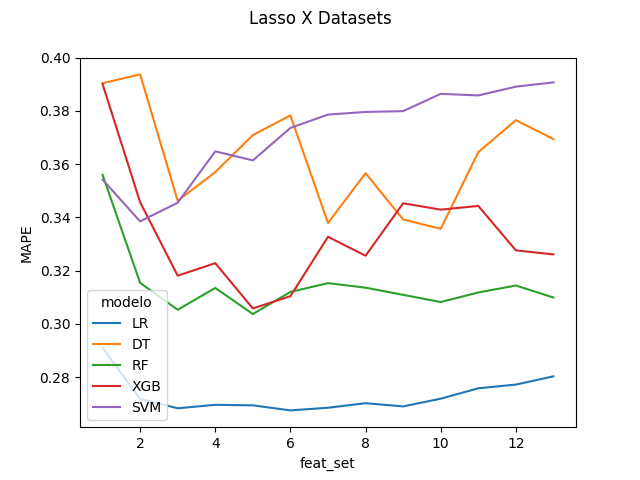 Lasso X Datasets
0.40
0.38
0.36
0.34
0.32
0.30
0.28
MAPE
modelo
LR
DT
RF
XGB
SVM
2 4 6 8 10 12
feat_set